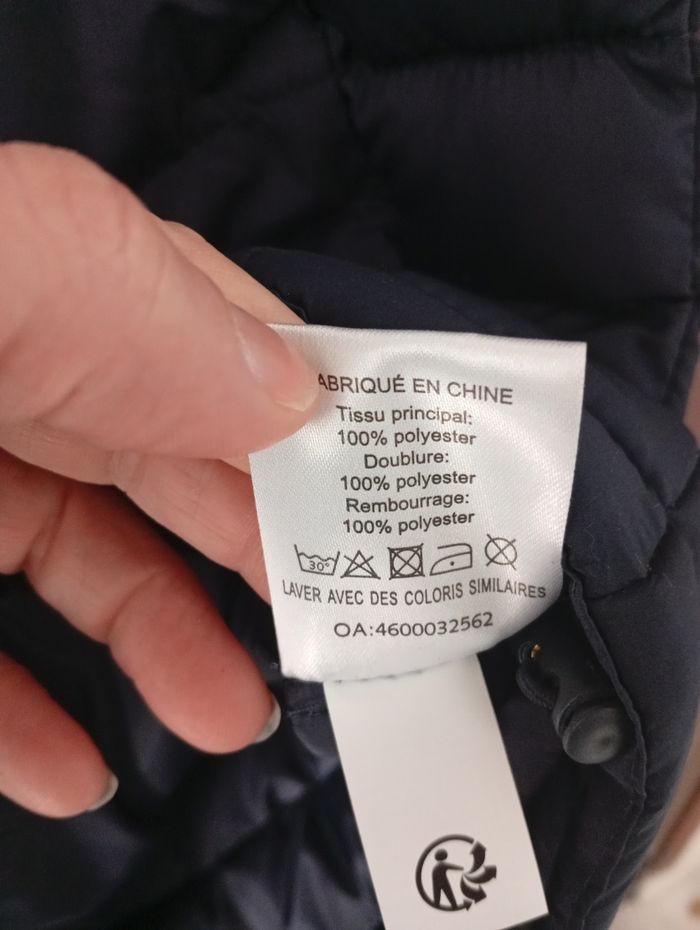 ABRIQUÉ EN CHINE
Tissu principal:
100% polyester
Doublure:
100% polyester
Rembourrage:
100% polyester
30°
LAVER AVEC DES COLORIS SIMILAIRES
OA:4600032562